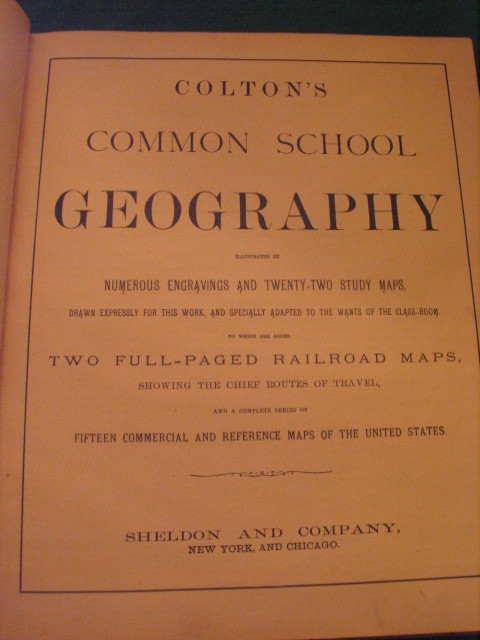 COLTON'S
COMMON SCHOOL
GEOGRAPHY
ILLUSTRATED BY
NUMEROUS ENGRAVINGS AND TWENTY-TWO STUDY MAPS,
DRAWN EXPRESSLY FOR THIS WORK, AND SPECIALLY ADAPTED TO THE WANTS OF THE CLASS-ROOM.
TO WHICH ARE ADDED
TWO FULL-PAGED RAILROAD MAPS,
SHOWING THE CHIEF ROUTES OF TRAVEL,
AND A COMPLETE SERIES OF
FIFTEEN COMMERCIAL AND REFERENCE MAPS OF THE UNITED STATES.
SHELDON AND COMPANY,
NEW YORK, AND CHICAGO.